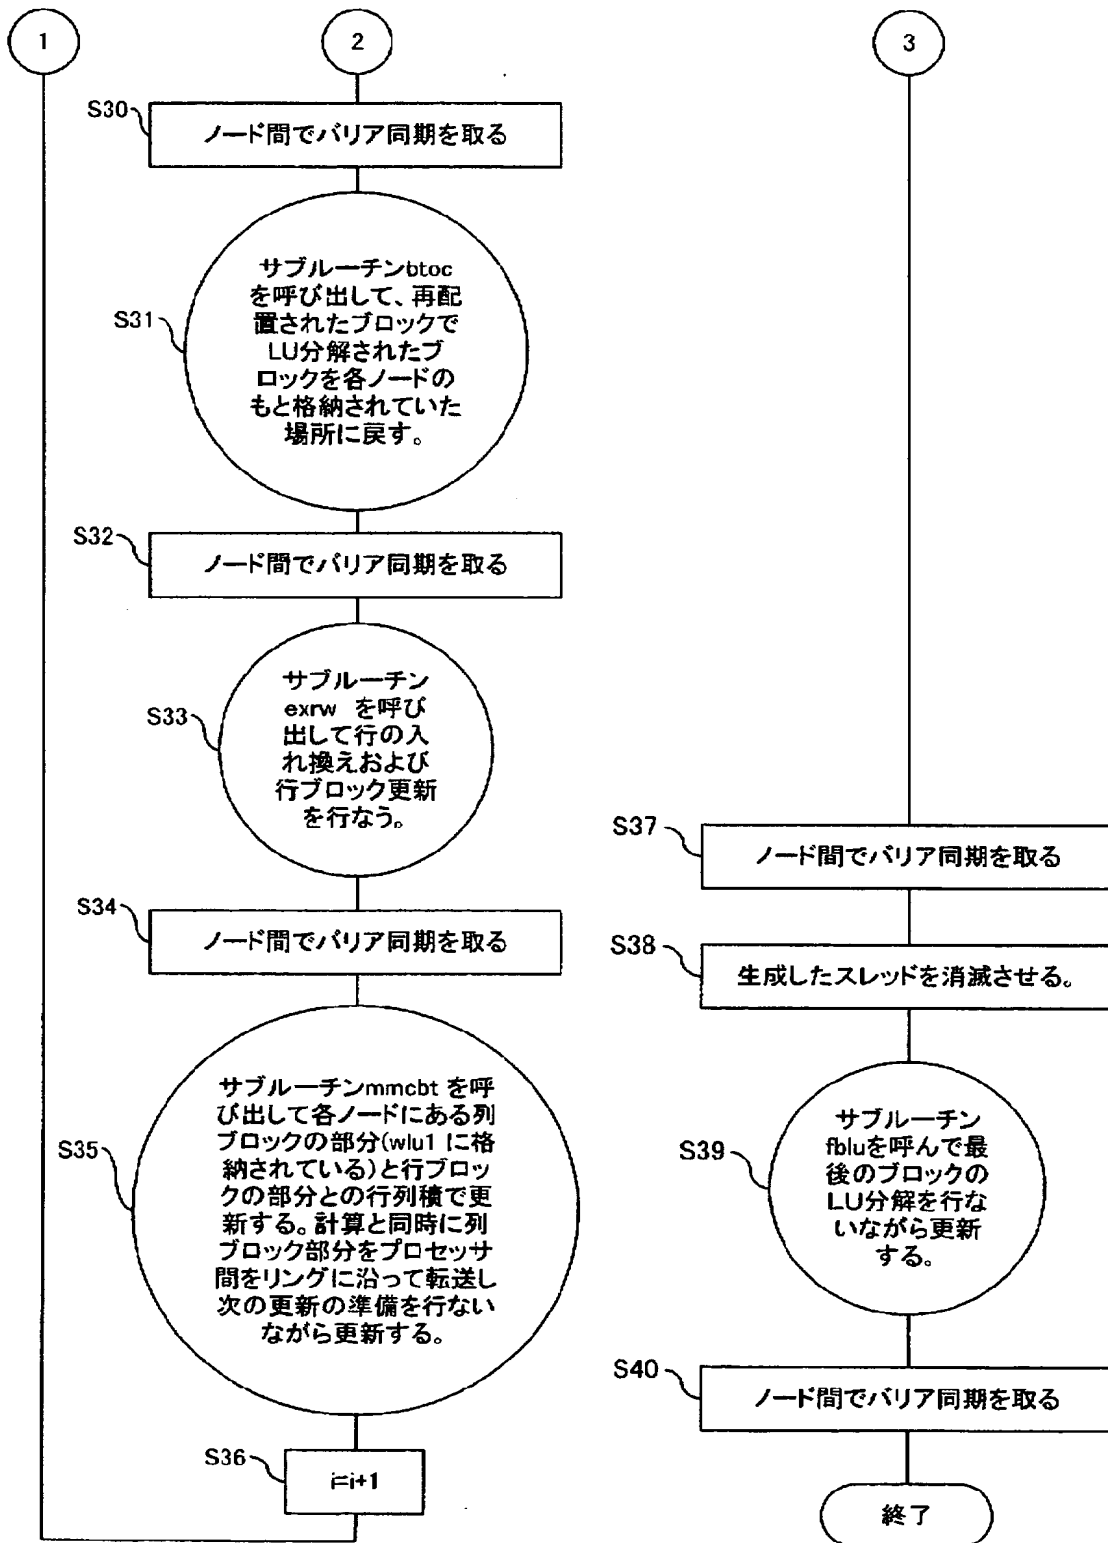 1
2
3
S30
ノード間でバリア同期を取る
S31
サブルーチンbtoc
を呼び出して、再配
置されたブロックで
LU分解されたブ
ロックを各ノードの
もと格納されていた
場所に戻す。
S32
ノード間でバリア同期を取る
S33
サブルーチン
exrw を呼び
出して行の入
れ換えおよび
行ブロック更新
を行なう。
S34
ノード間でバリア同期を取る
S35
サブルーチンmmcbt を呼
び出して各ノードにある列
ブロックの部分(wlu1 に格
納されている)と行ブロッ
クの部分との行列積で更
新する。計算と同時に列
ブロック部分をプロセッサ
間をリングに沿って転送し
次の更新の準備を行ない
ながら更新する。
S36
i=i+1
S37
ノード間でバリア同期を取る
S38
生成したスレッドを消滅させる。
S39
サブルーチン
fbluを呼んで最
後のブロックの
LU分解を行な
いながら更新
する。
S40
ノード間でバリア同期を取る
終了